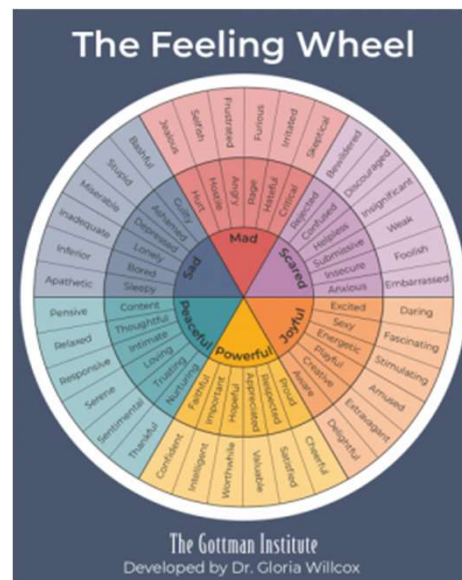 The Feeling Wheel
Mad
Scared
Joyful
Powerful
Peaceful
Sad
Hurt
Hostile
Angry
Rage
Hateful
Critical
Rejected
Confused
Helpless
Submissive
Insecure
Anxious
Excited
Sexy
Energetic
Playful
Creative
Aware
Proud
Respected
Appreciated
Hopeful
Important
Faithful
Nurturing
Trusting
Loving
Intimate
Thoughtful
Content
Sleepy
Bored
Lonely
Depressed
Ashamed
Guilty
Jealous
Selfish
Frustrated
Furious
Irritated
Skeptical
Bewildered
Discouraged
Insignificant
Weak
Foolish
Embarrassed
Daring
Fascinating
Stimulating
Amused
Extravagant
Delightful
Cheerful
Satisfied
Valuable
Worthwhile
Intelligent
Confident
Thankful
Sentimental
Serene
Responsive
Relaxed
Pensive
Apathetic
Inferior
Inadequate
Miserable
Stupid
Bashful
The Gottman Institute
Developed by Dr. Gloria Willcox